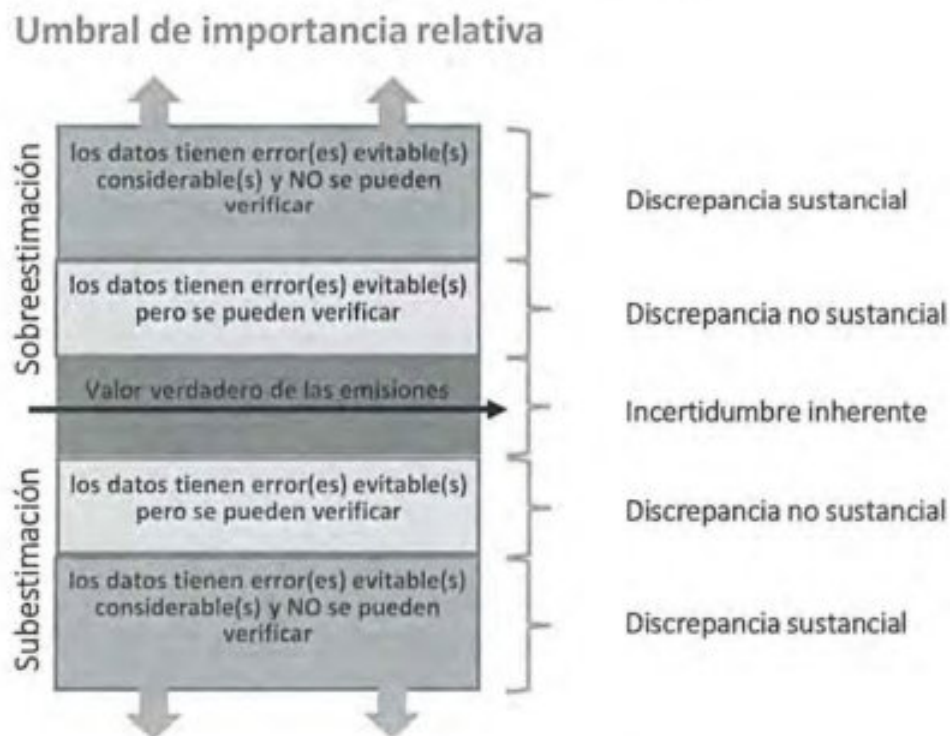 Umbral de importancia relativa
Sobreestimación
los datos tienen error(es) evitable(s)
considerable(s) y NO se pueden
verificar
Discrepancia sustancial
los datos tienen error(es) evitable(s)
pero se pueden verificar
Discrepancia no sustancial
Valor verdadero de las emisiones
Incertidumbre inherente
Subestimación
los datos tienen error(es) evitable(s)
pero se pueden verificar
Discrepancia no sustancial
los datos tienen error(es) evitable(s)
considerable(s) y NO se pueden
verificar
Discrepancia sustancial